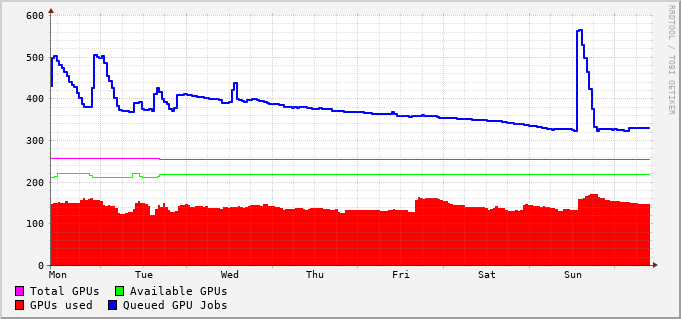 600
500
400
300
200
100
0
Mon Tue Wed Thu Fri Sat Sun
Total GPUs Available GPUs
GPUs used Queued GPU Jobs
RRDTOOL / TOBI OETIKER